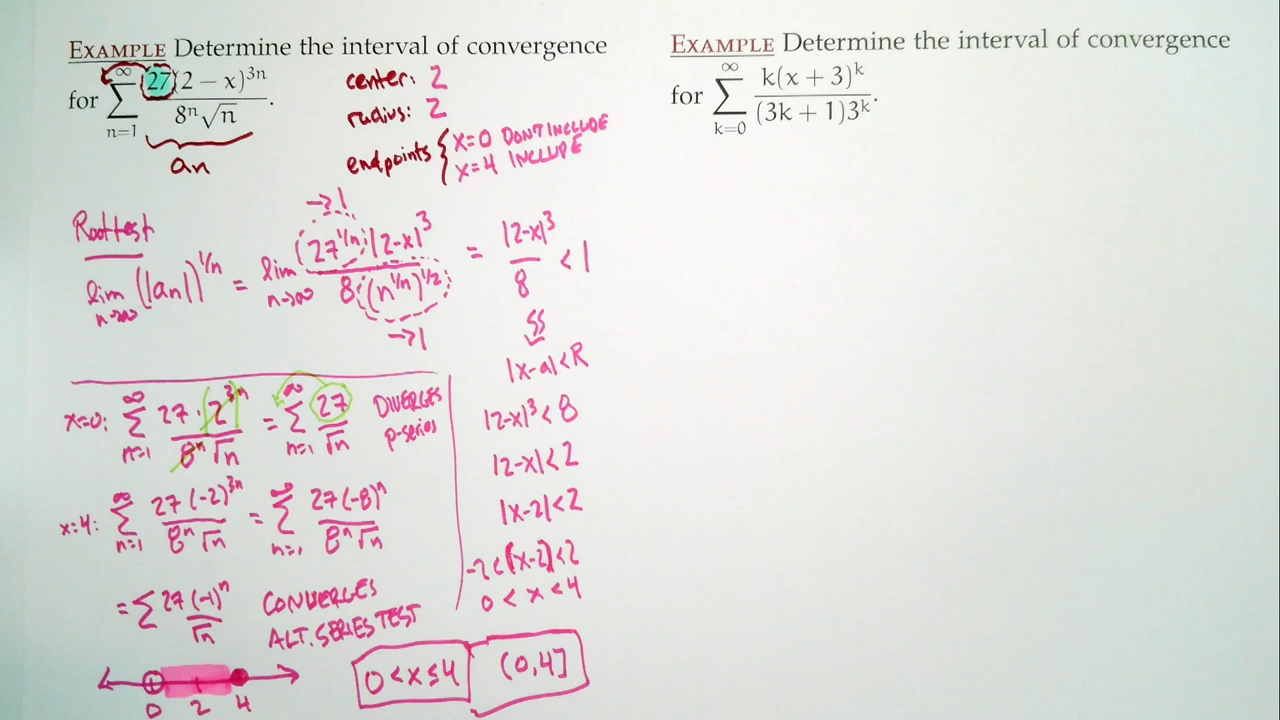 EXAMPLE Determine the interval of convergence
for ∑_{n=1}^{∞} 27(2 − x)^{3n} / (8^n √n).
an
center: 2
radius: 2
endpoints { x=0 DONT INCLUDE
x=4 INCLUDE
Root test
lim_{n→∞} (|an|)^{1/n} = lim_{n→∞} (27^{1/n})|2-x|^3 / (8 (n^{1/n})^{1/2}) = |2-x|^3 / 8 < 1
→1
→1
|x-a|<R
|2-x|^3 < 8
|2-x|<2
|x-2|<2
-2<(x-2)<2
0 < x < 4
x=0: ∑_{n=1}^{∞} 27·2^{3n} / (8^n √n) = ∑_{n=1}^{∞} 27 / √n DIVERGES
p-series
x=4: ∑_{n=1}^{∞} 27(-2)^{3n} / (8^n √n) = ∑_{n=1}^{∞} 27(-8)^n / (8^n √n)
= ∑ 27(-1)^n / √n CONVERGES
ALT. SERIES TEST
0 2 4
0<x≤4 (0,4]
EXAMPLE Determine the interval of convergence
for ∑_{k=0}^{∞} k(x + 3)^k / ((3k + 1)3^k).